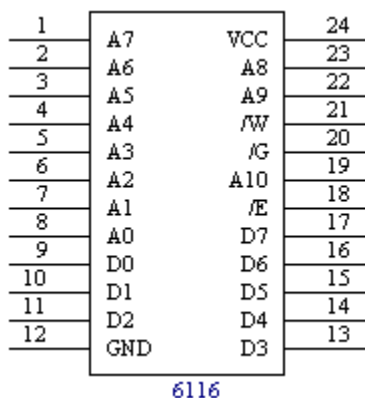 1 A7 VCC 24
2 A6 A8 23
3 A5 A9 22
4 A4 /W 21
5 A3 /G 20
6 A2 A10 19
7 A1 /E 18
8 A0 D7 17
9 D0 D6 16
10 D1 D5 15
11 D2 D4 14
12 GND D3 13
6116